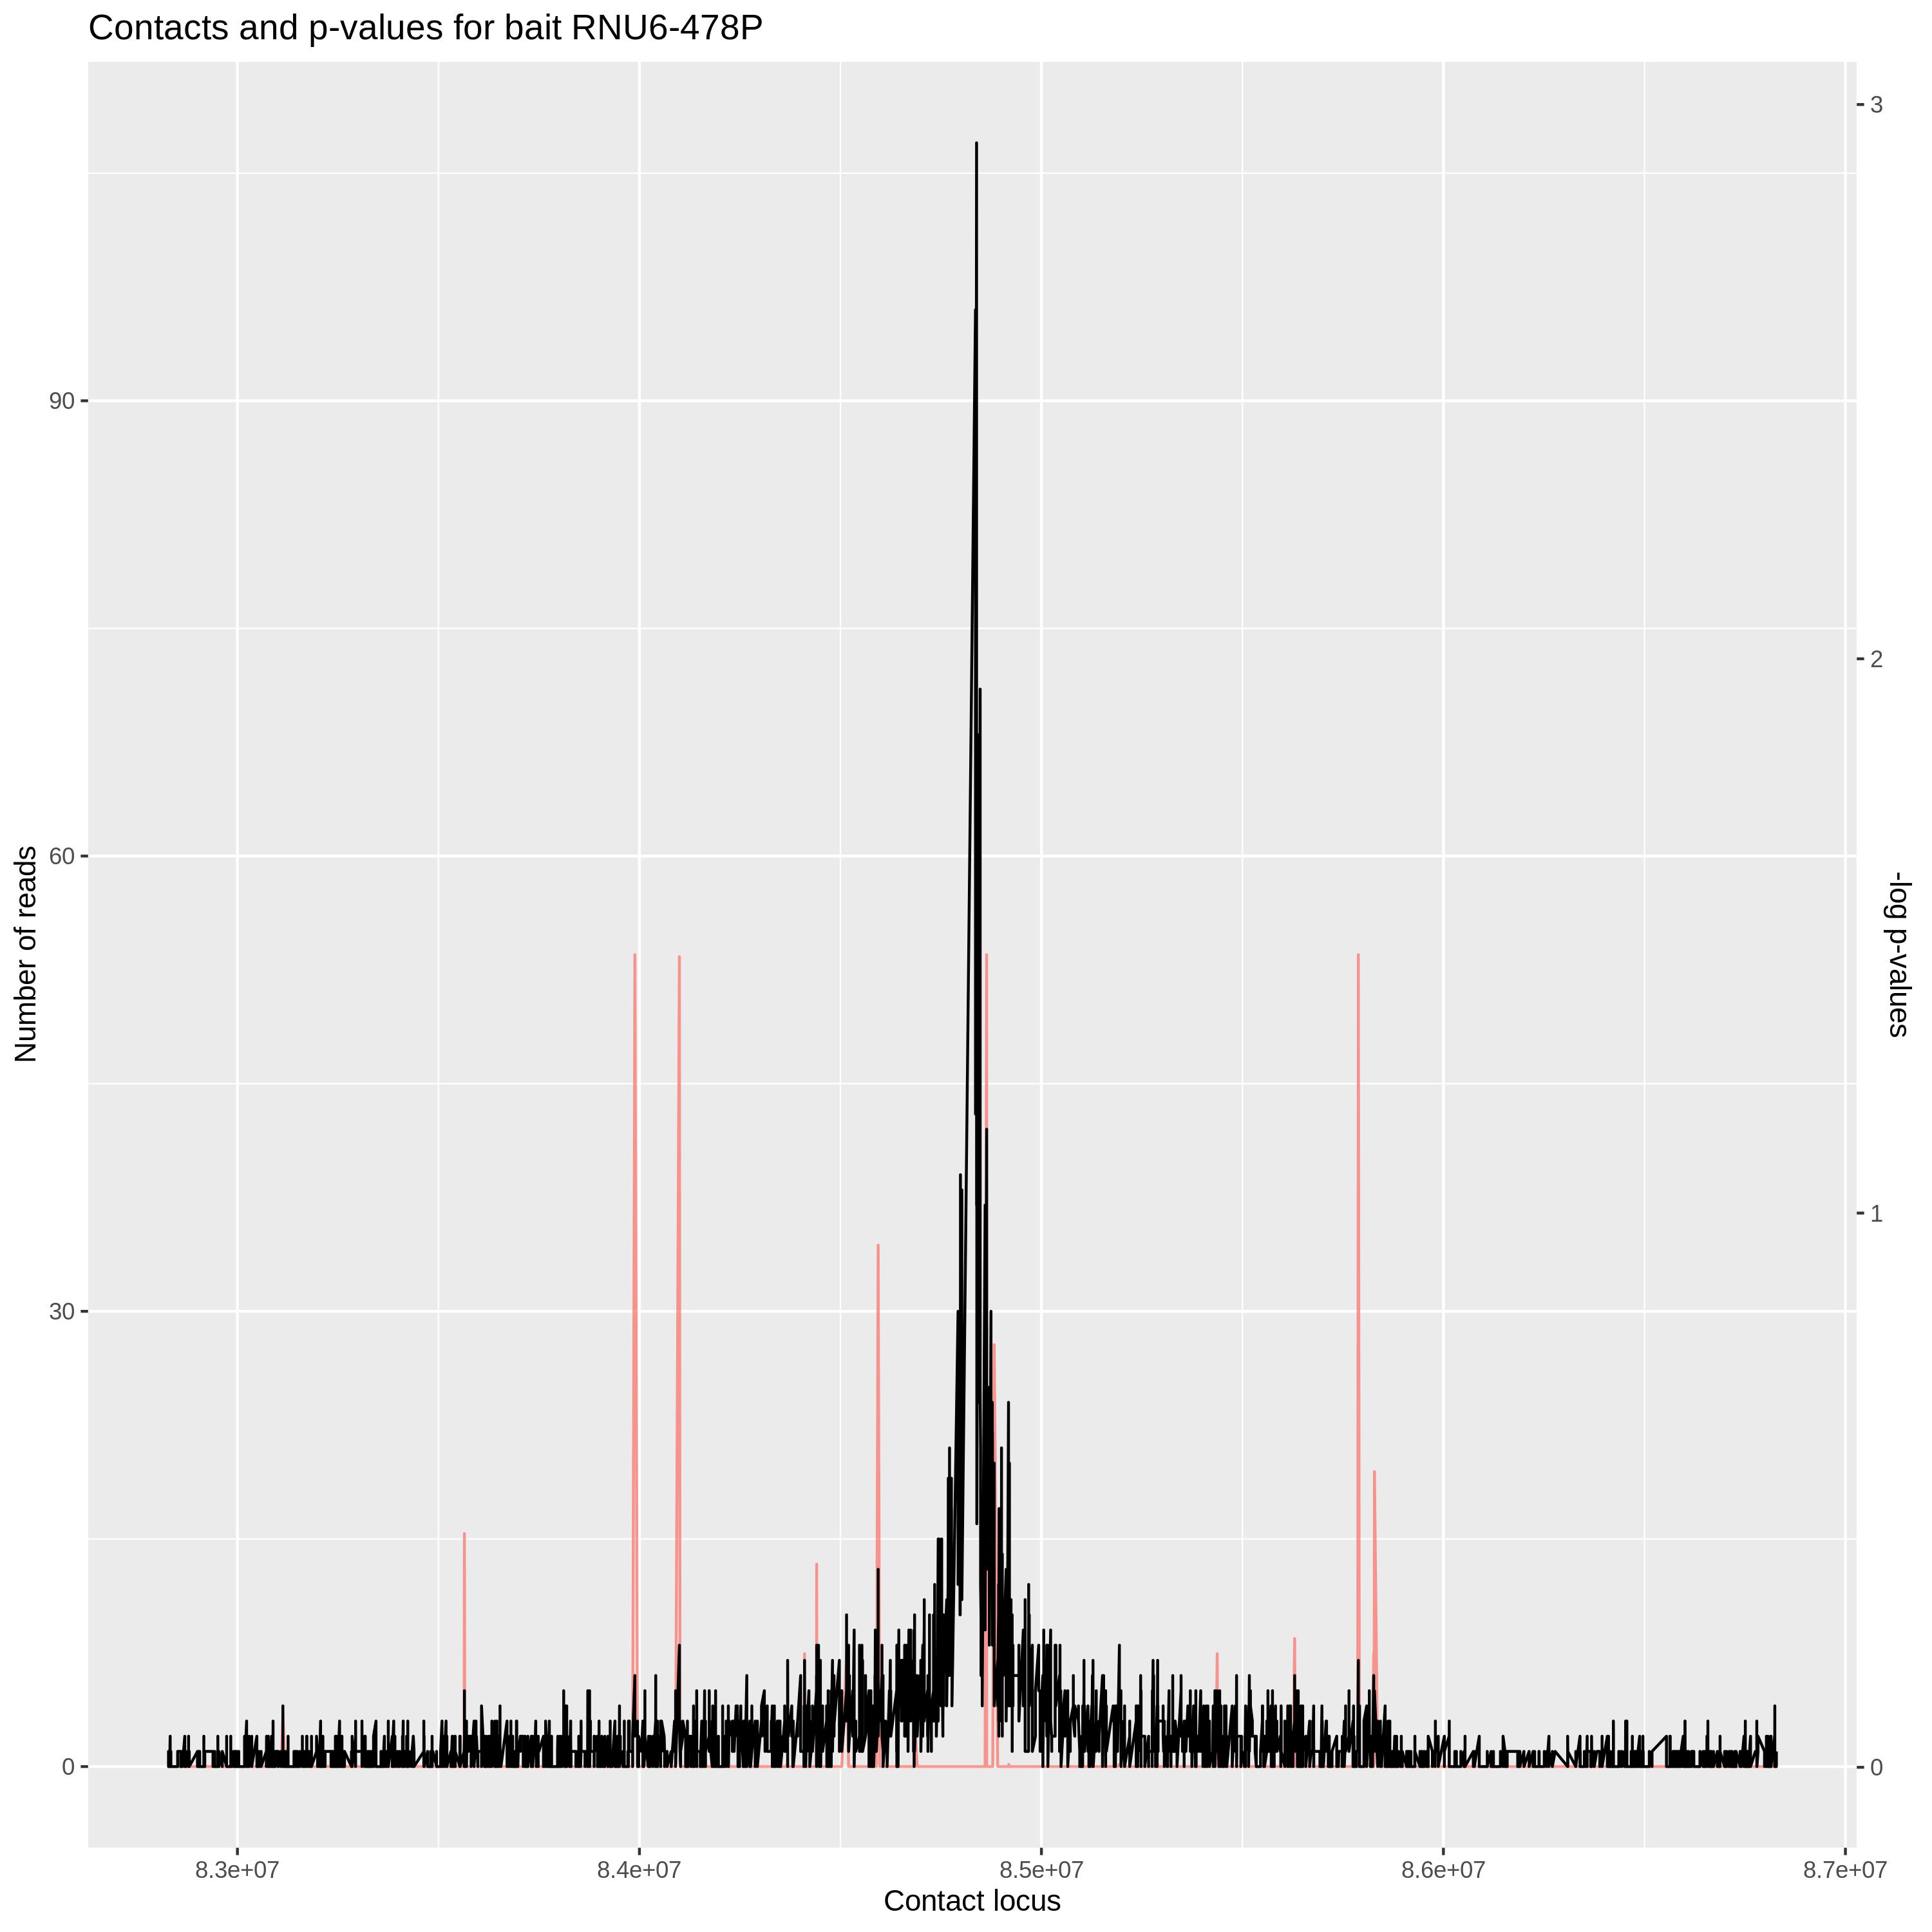 Contacts and p-values for bait RNU6-478P
Number of reads
90
60
30
0
3
2
1
0
-log p-values
8.3e+07
8.4e+07
8.5e+07
8.6e+07
8.7e+07
Contact locus